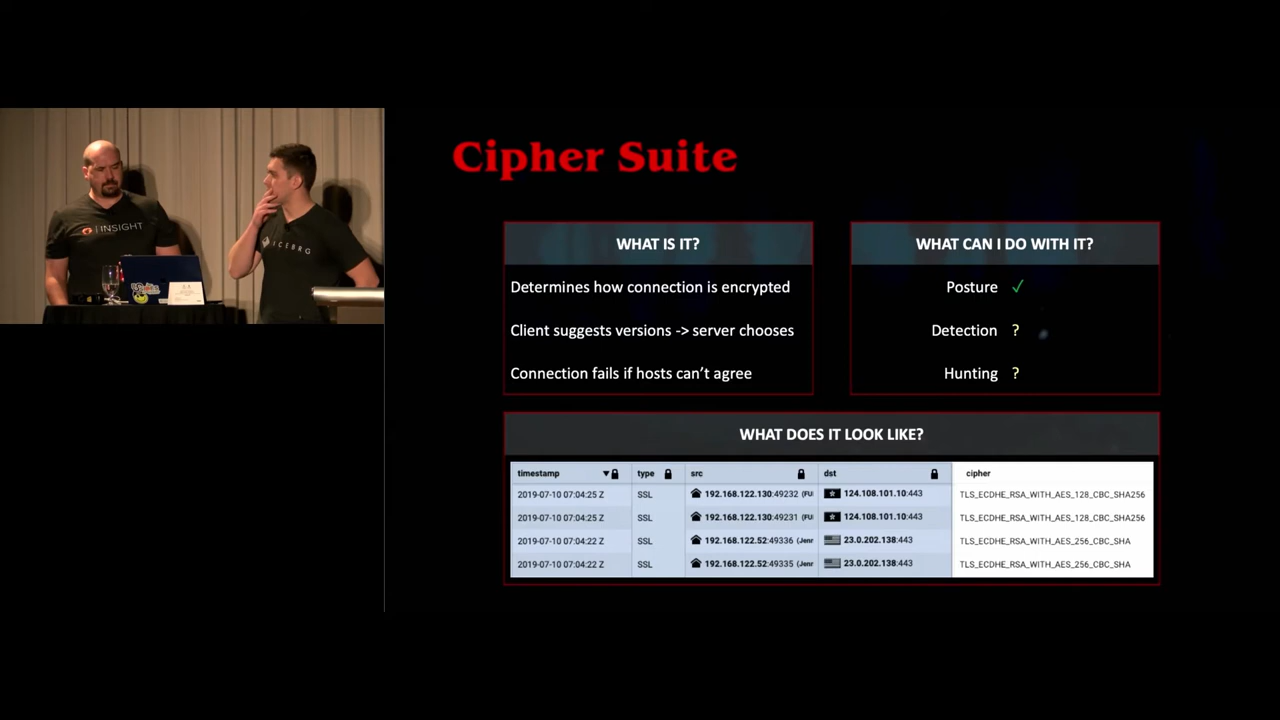 INSIGHT
ICEBRG
Cipher Suite
WHAT IS IT?
Determines how connection is encrypted
Client suggests versions -> server chooses
Connection fails if hosts can't agree
WHAT CAN I DO WITH IT?
Posture ✓
Detection ?
Hunting ?
WHAT DOES IT LOOK LIKE?
timestamp type src dst cipher
2019-07-10 07:04:25 Z SSL 192.168.122.130:49232 (FUI 124.108.101.10:443 TLS_ECDHE_RSA_WITH_AES_128_CBC_SHA256
2019-07-10 07:04:25 Z SSL 192.168.122.130:49231 (FUI 124.108.101.10:443 TLS_ECDHE_RSA_WITH_AES_128_CBC_SHA256
2019-07-10 07:04:22 Z SSL 192.168.122.52:49336 (Jenr 23.0.202.138:443 TLS_ECDHE_RSA_WITH_AES_256_CBC_SHA
2019-07-10 07:04:22 Z SSL 192.168.122.52:49335 (Jenr 23.0.202.138:443 TLS_ECDHE_RSA_WITH_AES_256_CBC_SHA